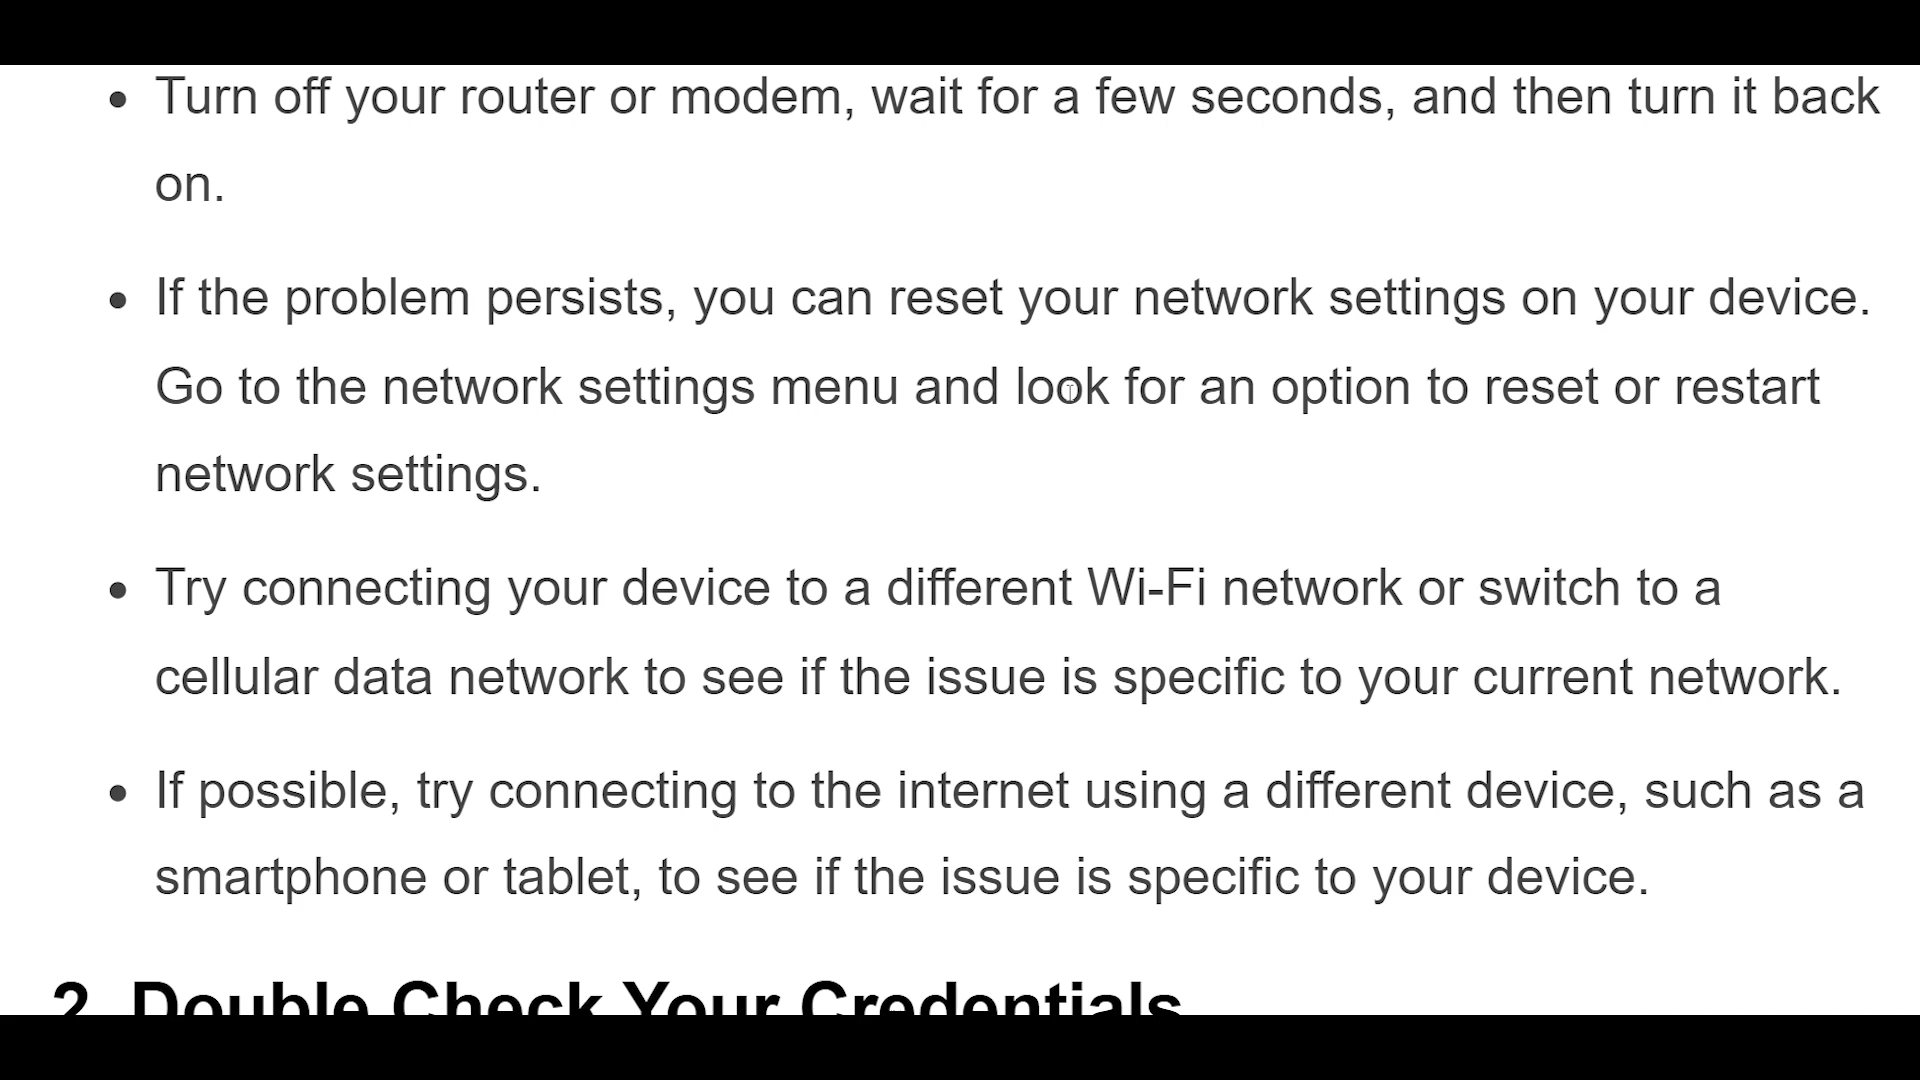 • Turn off your router or modem, wait for a few seconds, and then turn it back
on.
• If the problem persists, you can reset your network settings on your device.
Go to the network settings menu and look for an option to reset or restart
network settings.
• Try connecting your device to a different Wi-Fi network or switch to a
cellular data network to see if the issue is specific to your current network.
• If possible, try connecting to the internet using a different device, such as a
smartphone or tablet, to see if the issue is specific to your device.
2. Double Check Your Credentials